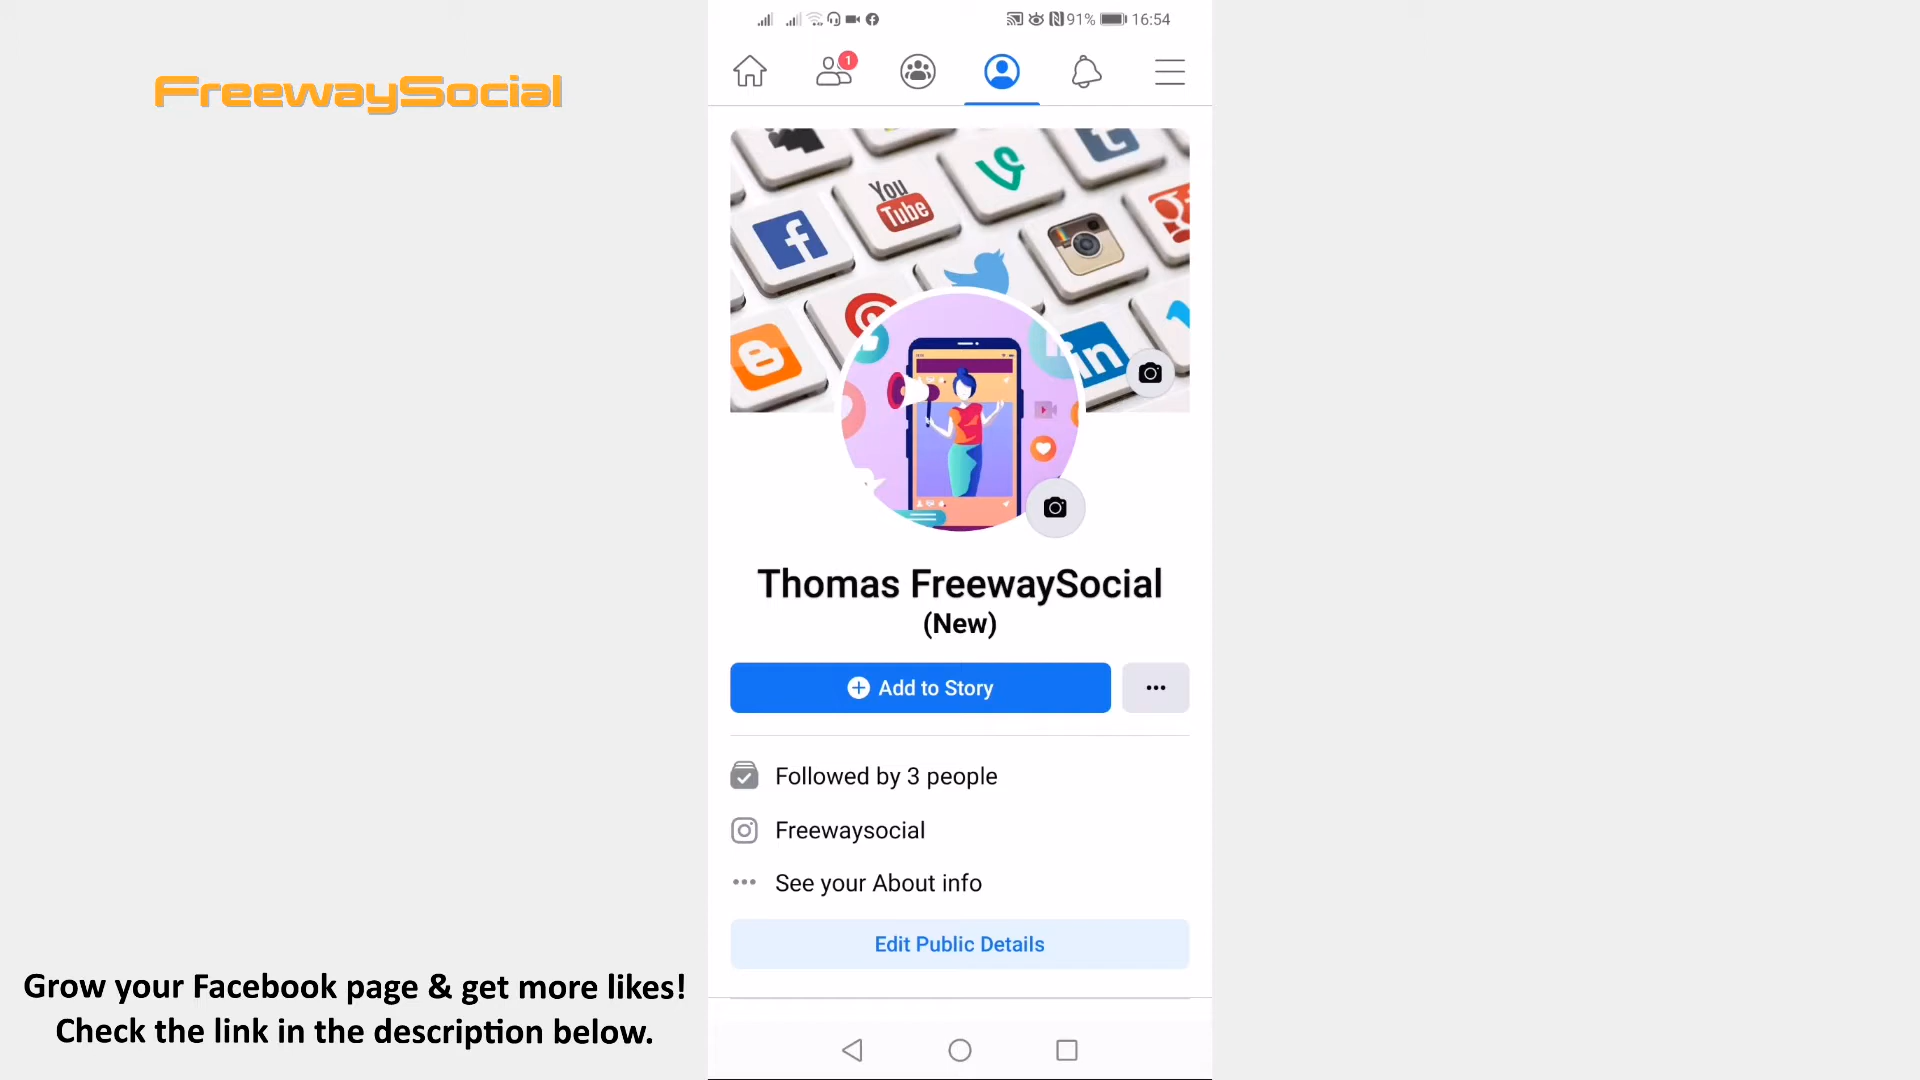 91% 16:54
FreewaySocial
1
You
Tube
in
Thomas FreewaySocial
(New)
Add to Story
Followed by 3 people
Freewaysocial
See your About info
Edit Public Details
Grow your Facebook page & get more likes!
Check the link in the description below.